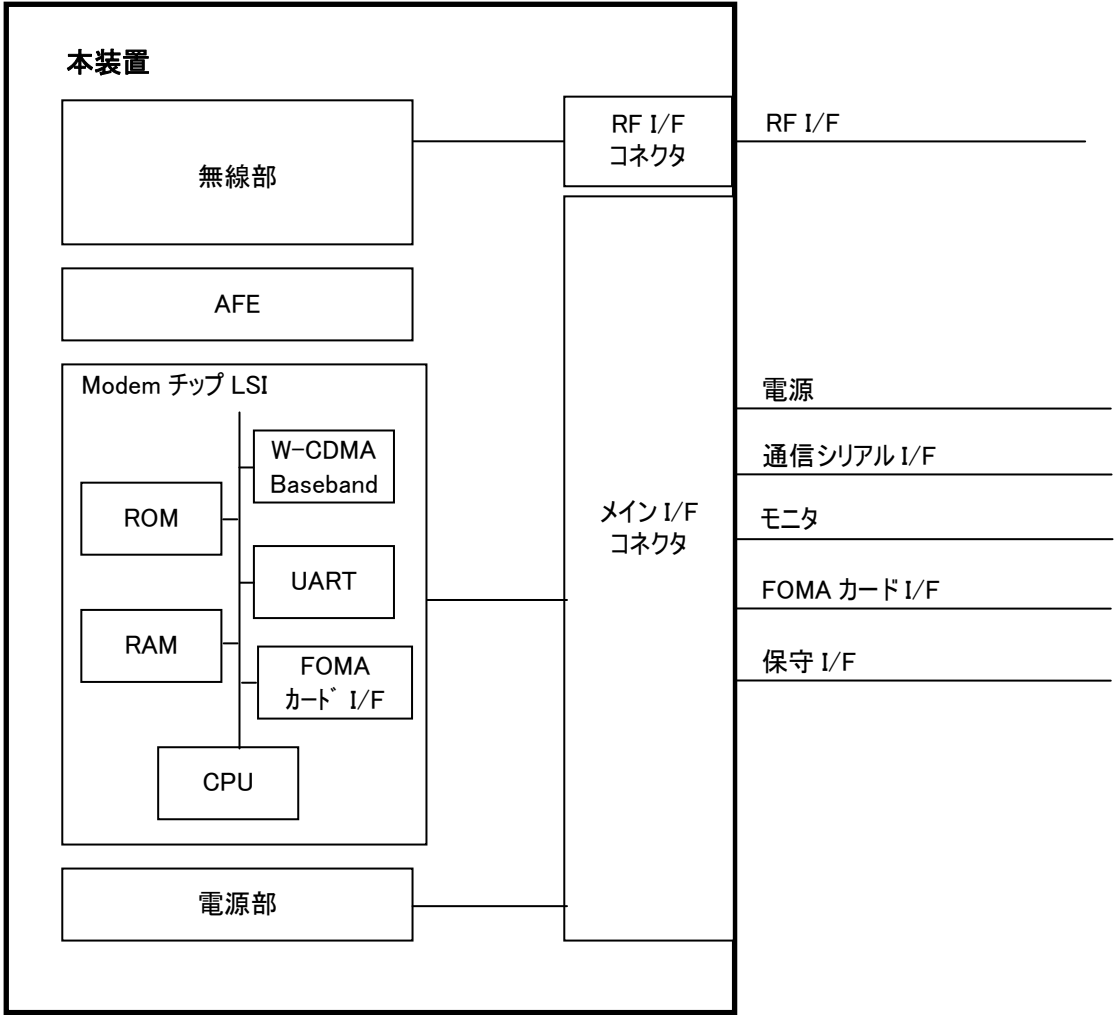 本装置
無線部
RF I/F
コネクタ
RF I/F
AFE
Modem チップ LSI
W-CDMA
Baseband
ROM
UART
RAM
FOMA
ｶｰﾄﾞ I/F
CPU
電源部
メイン I/F
コネクタ
電源
通信シリアル I/F
モニタ
FOMA カード I/F
保守 I/F